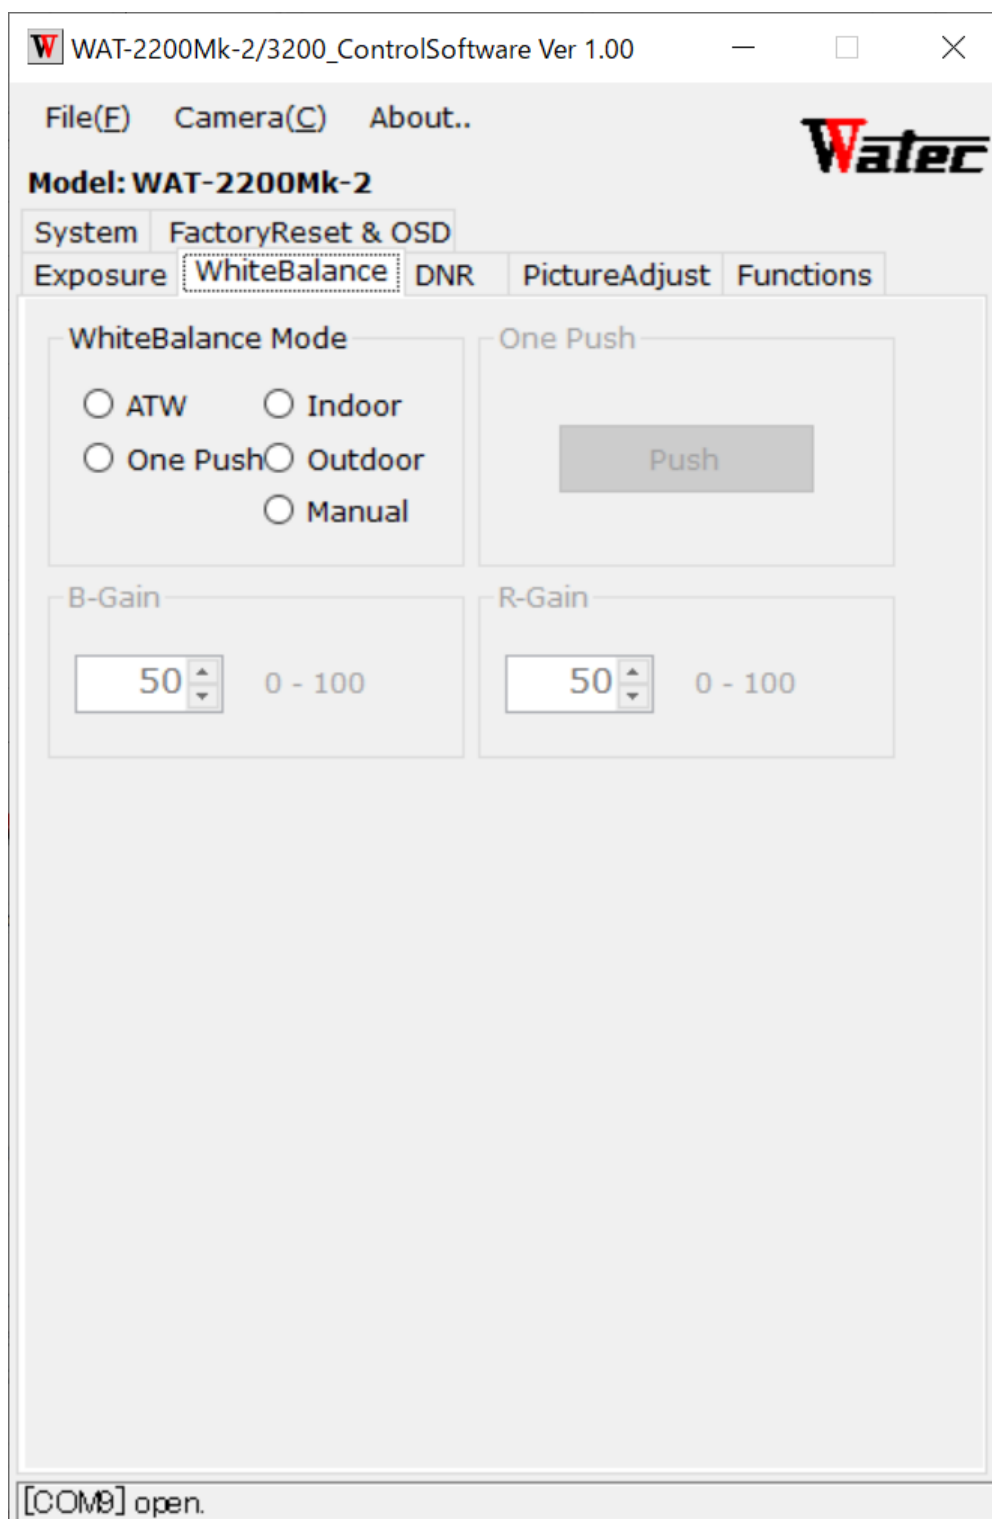 WAT-2200Mk-2/3200_ControlSoftware Ver 1.00
File(F) Camera(C) About..
Watec
Model: WAT-2200Mk-2
System FactoryReset & OSD
Exposure WhiteBalance DNR PictureAdjust Functions
WhiteBalance Mode
ATW Indoor
One Push Outdoor
Manual
One Push
Push
B-Gain
50 0 - 100
R-Gain
50 0 - 100
[COM9] open.